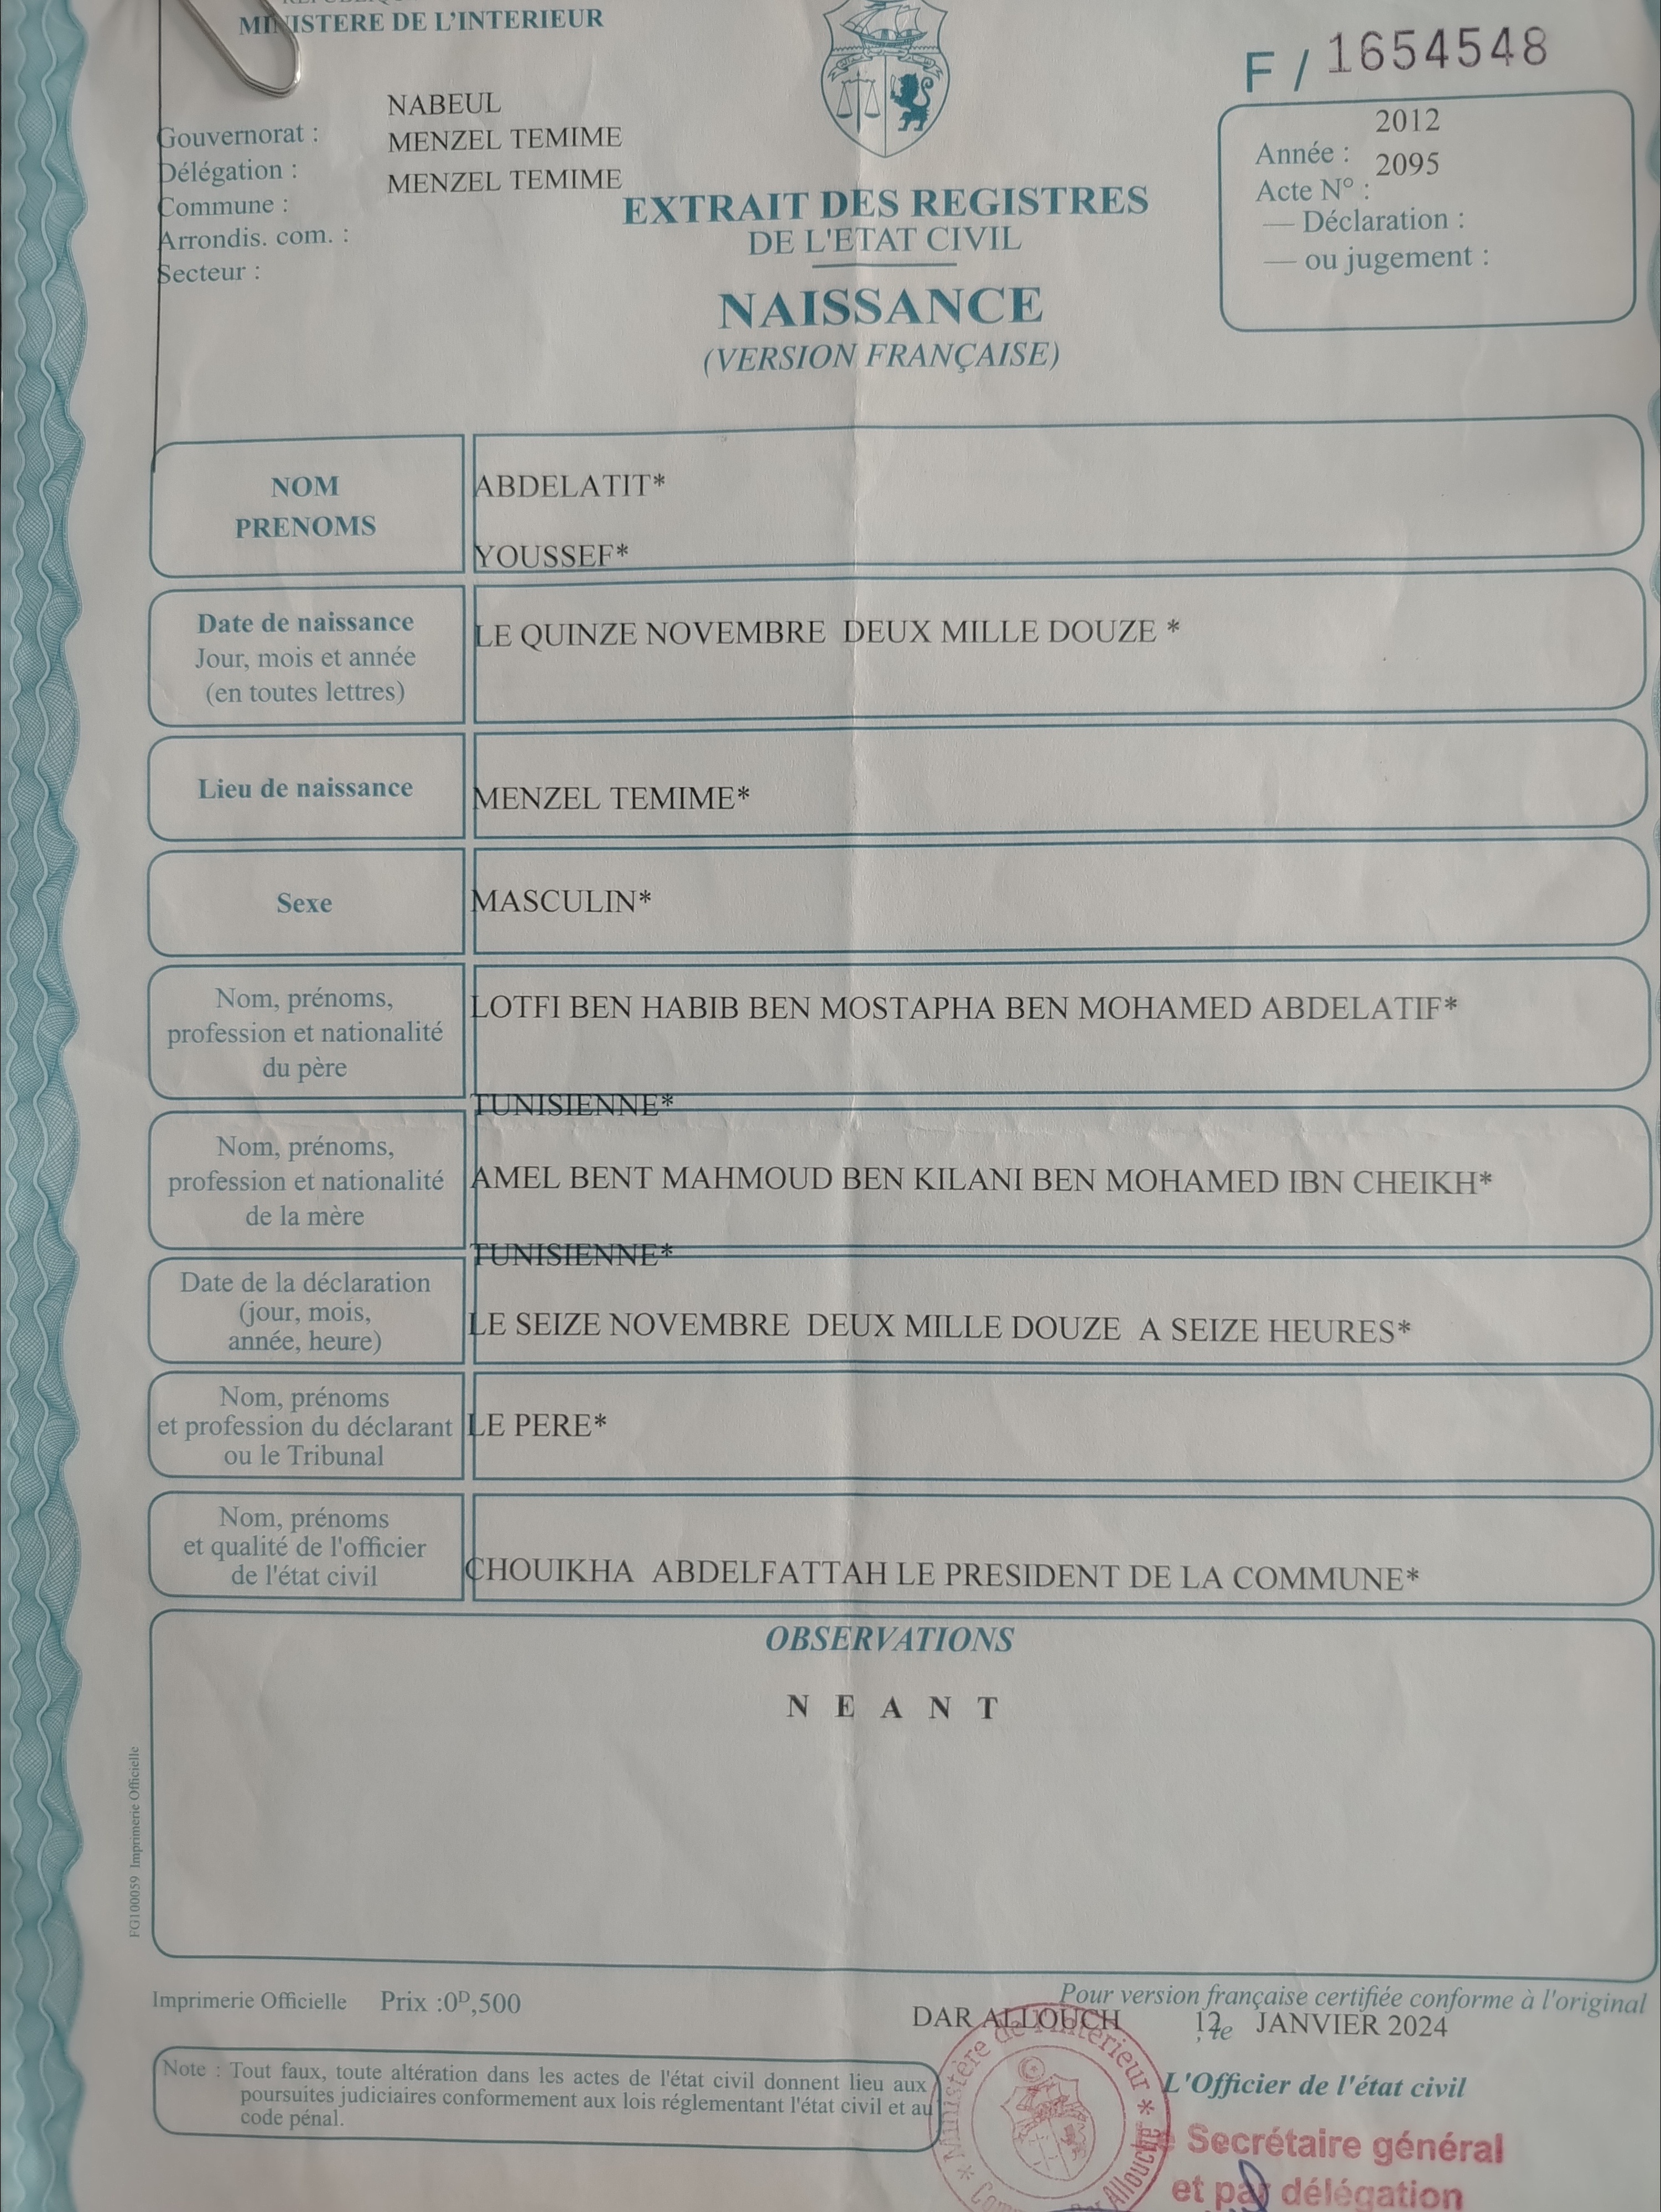 MINISTERE DE L'INTERIEUR
F / 1654548
NABEUL
Gouvernorat :
MENZEL TEMIME
Délégation :
MENZEL TEMIME
Commune :
Arrondis. com. :
Secteur :
2012
Année :
2095
Acte N° :
— Déclaration :
— ou jugement :
EXTRAIT DES REGISTRES
DE L'ETAT CIVIL
NAISSANCE
(VERSION FRANÇAISE)
NOM
PRENOMS
ABDELATIT*
YOUSSEF*
Date de naissance
Jour, mois et année
(en toutes lettres)
LE QUINZE NOVEMBRE DEUX MILLE DOUZE *
Lieu de naissance
MENZEL TEMIME*
Sexe
MASCULIN*
Nom, prénoms,
profession et nationalité
du père
LOTFI BEN HABIB BEN MOSTAPHA BEN MOHAMED ABDELATIF*
TUNISIENNE*
Nom, prénoms,
profession et nationalité
de la mère
AMEL BENT MAHMOUD BEN KILANI BEN MOHAMED IBN CHEIKH*
TUNISIENNE*
Date de la déclaration
(jour, mois,
année, heure)
LE SEIZE NOVEMBRE DEUX MILLE DOUZE A SEIZE HEURES*
Nom, prénoms
et profession du déclarant
ou le Tribunal
LE PERE*
Nom, prénoms
et qualité de l'officier
de l'état civil
CHOUIKHA ABDELFATTAH LE PRESIDENT DE LA COMMUNE*
OBSERVATIONS
N E A N T
FG100059 Imprimerie Officielle
Imprimerie Officielle Prix :0D,500
Pour version française certifiée conforme à l'original
DAR ALLOUCH 12 le JANVIER 2024
Note : Tout faux, toute altération dans les actes de l'état civil donnent lieu aux
poursuites judiciaires conformement aux lois réglementant l'état civil et au
code pénal.
* Ministère de l'Intérieur *
Allouche
L'Officier de l'état civil
Secrétaire général
et par délégation